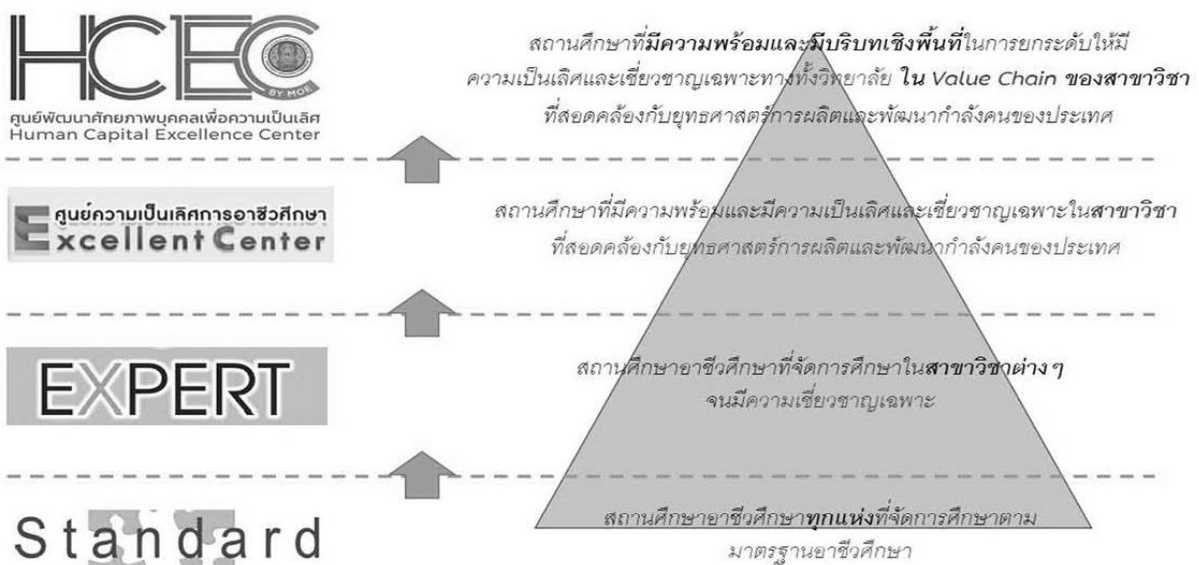 HCEC
BY MOE
ศูนย์พัฒนาศักยภาพบุคคลเพื่อความเป็นเลิศ
Human Capital Excellence Center
สถานศึกษาที่มีความพร้อมและมีบริบทเชิงพื้นที่ในการยกระดับให้มี
ความเป็นเลิศและเชี่ยวชาญเฉพาะทางทั้งวิทยาลัย ใน Value Chain ของสาขาวิชา
ที่สอดคล้องกับยุทธศาสตร์การผลิตและพัฒนากำลังคนของประเทศ
ศูนย์ความเป็นเลิศการอาชีวศึกษา
Excellent Center
สถานศึกษาที่มีความพร้อมและมีความเป็นเลิศและเชี่ยวชาญเฉพาะในสาขาวิชา
ที่สอดคล้องกับยุทธศาสตร์การผลิตและพัฒนากำลังคนของประเทศ
EXPERT
สถานศึกษาอาชีวศึกษาที่จัดการศึกษาในสาขาวิชาต่าง ๆ
จนมีความเชี่ยวชาญเฉพาะ
Standard
สถานศึกษาอาชีวศึกษาทุกแห่งที่จัดการศึกษาตาม
มาตรฐานอาชีวศึกษา